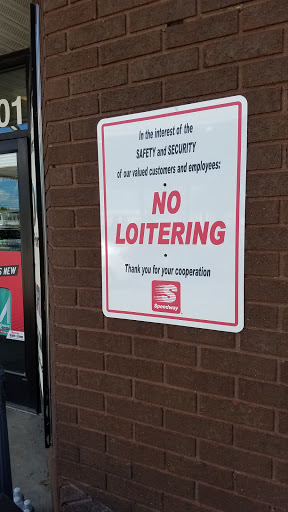 01
In the interest of the
SAFETY and SECURITY
of our valued customers and employees:
NO
LOITERING
Thank you for your cooperation
S
Speedway
NEW